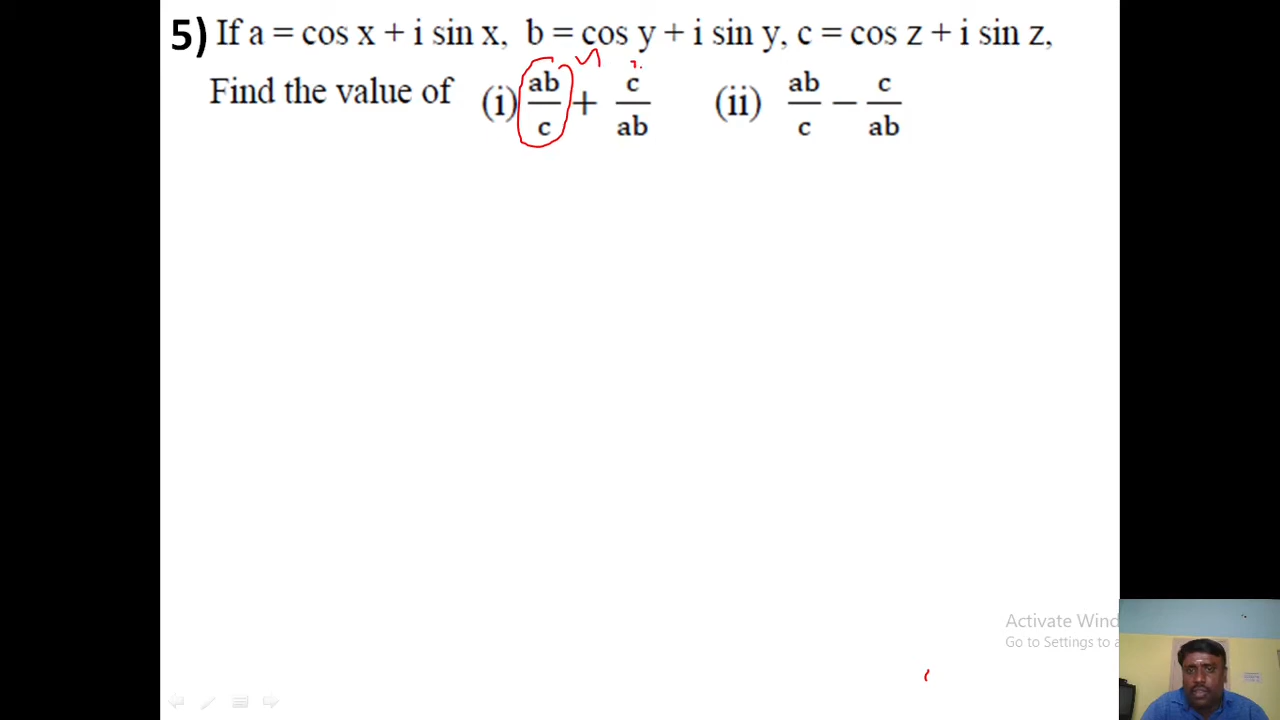 5) If a = cos x + i sin x, b = cos y + i sin y, c = cos z + i sin z,
Find the value of (i) ab/c + c/ab (ii) ab/c − c/ab
Activate Wind
Go to Settings to a